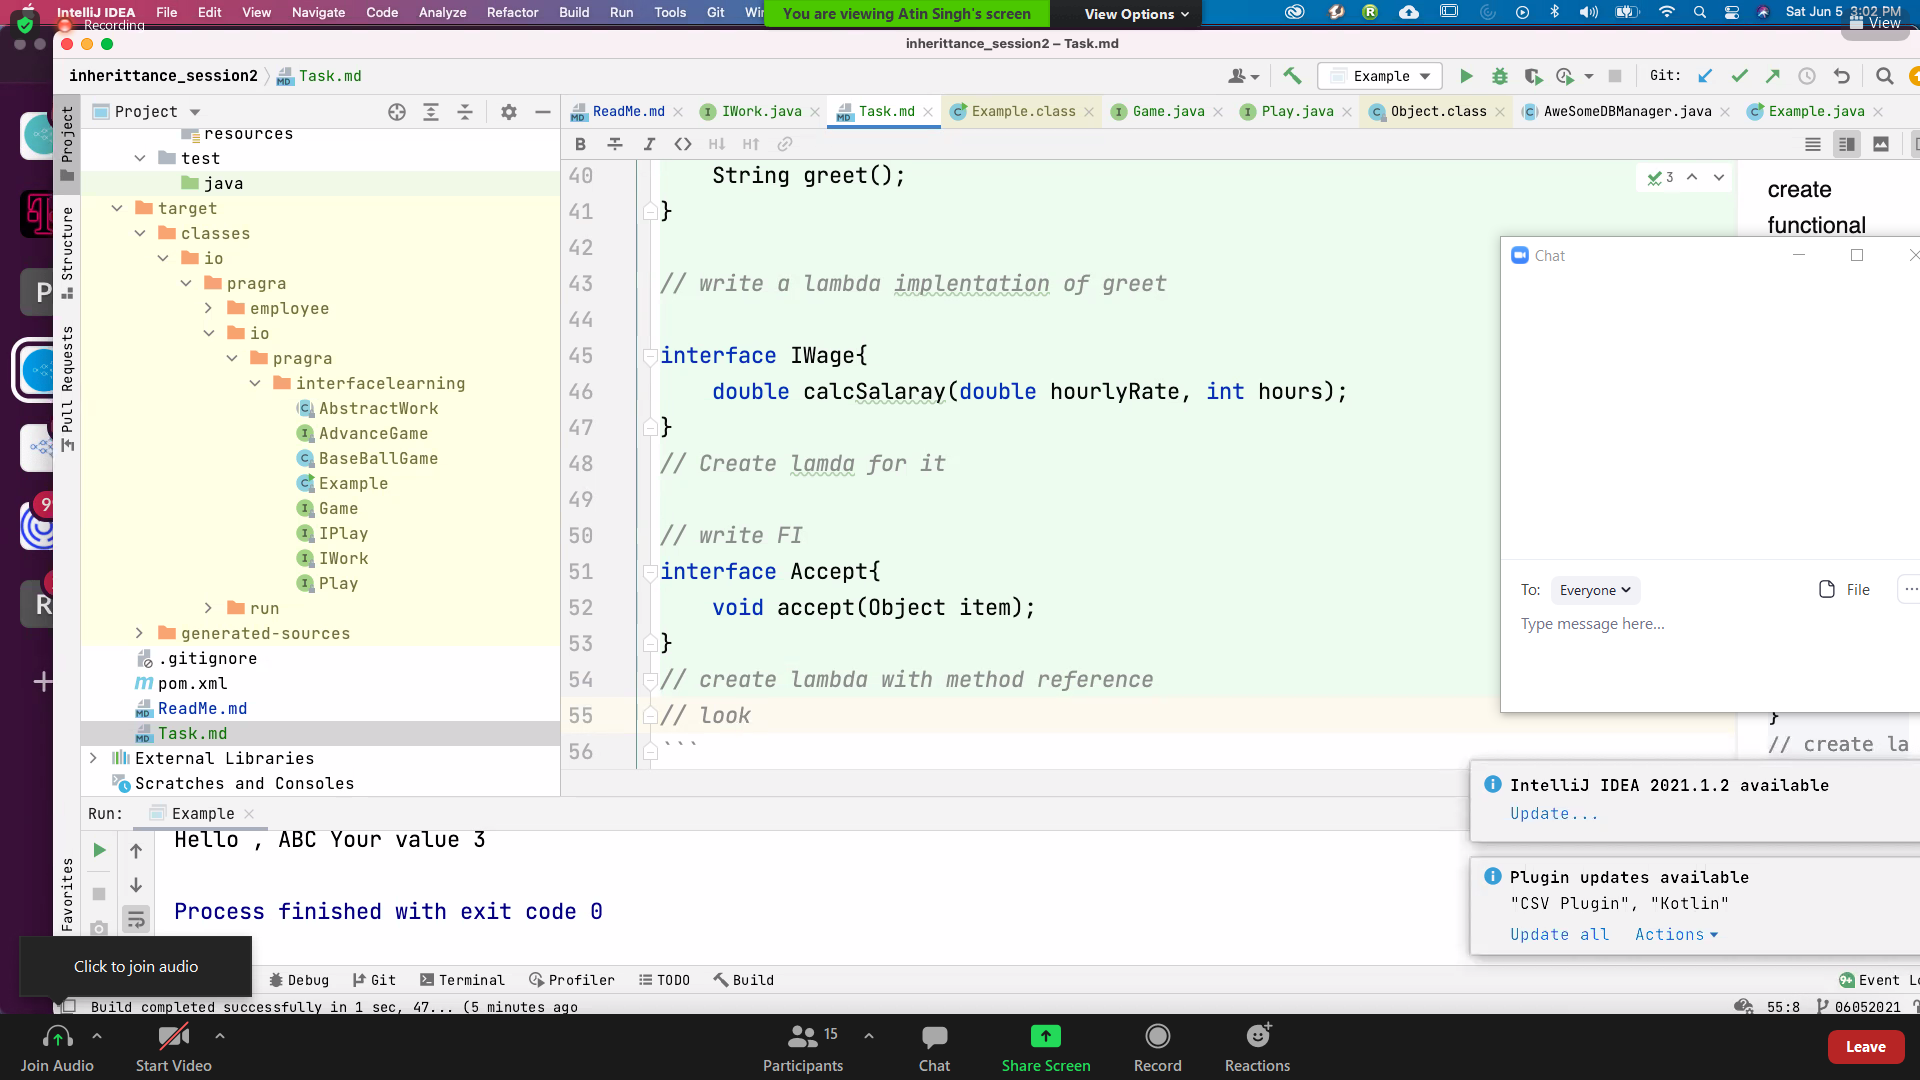 IntelliJ IDEA File Edit View Navigate Code Analyze Refactor Build Run Tools Git
You are viewing Atin Singh's screen
View Options
Sat Jun 5 3:02 PM
Recording
View
inherittance_session2 – Task.md
inherittance_session2 Task.md
Example
Git:
Project
ReadMe.md
IWork.java
Task.md
Example.class
Game.java
Play.java
Object.class
AweSomeDBManager.java
Example.java
Project
Structure
Pull Requests
Favorites
resources
test
java
target
classes
io
pragra
employee
io
pragra
interfacelearning
AbstractWork
AdvanceGame
BaseBallGame
Example
Game
IPlay
IWork
Play
run
generated-sources
.gitignore
pom.xml
ReadMe.md
Task.md
External Libraries
Scratches and Consoles
40 String greet();
41 }
42
43 // write a lambda implentation of greet
44
45 interface IWage{
46 double calcSalaray(double hourlyRate, int hours);
47 }
48 // Create lamda for it
49
50 // write FI
51 interface Accept{
52 void accept(Object item);
53 }
54 // create lambda with method reference
55 // look
56 ```
3
create
functional
Chat
To: Everyone
File
Type message here...
}
// create la
IntelliJ IDEA 2021.1.2 available
Update...
Plugin updates available
"CSV Plugin", "Kotlin"
Update all Actions
Run: Example
Hello , ABC Your value 3
Process finished with exit code 0
Click to join audio
Debug Git Terminal Profiler TODO Build
Event
Build completed successfully in 1 sec, 47... (5 minutes ago
55:8 06052021
Join Audio
Start Video
15
Participants
Chat
Share Screen
Record
Reactions
Leave